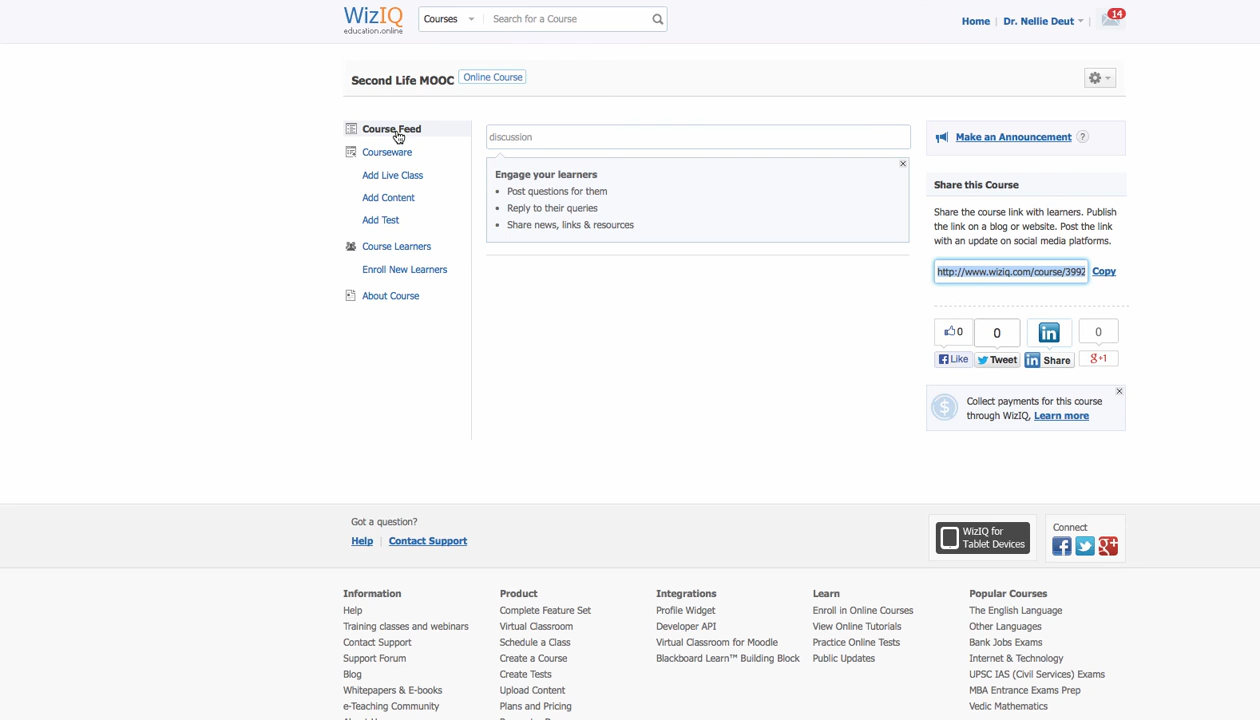 WizIQ
education.online
Courses
Search for a Course
Home
Dr. Nellie Deut
14
Second Life MOOC
Online Course
Course Feed
Courseware
Add Live Class
Add Content
Add Test
Course Learners
Enroll New Learners
About Course
discussion
Engage your learners
• Post questions for them
• Reply to their queries
• Share news, links & resources
Make an Announcement ?
Share this Course
Share the course link with learners. Publish
the link on a blog or website. Post the link
with an update on social media platforms.
http://www.wiziq.com/course/3992
Copy
0
0
in
0
Like
Tweet
in Share
g+1
Collect payments for this course
through WizIQ, Learn more
Got a question?
Help | Contact Support
WizIQ for
Tablet Devices
Connect
Information
Help
Training classes and webinars
Contact Support
Support Forum
Blog
Whitepapers & E-books
e-Teaching Community
Product
Complete Feature Set
Virtual Classroom
Schedule a Class
Create a Course
Create Tests
Upload Content
Plans and Pricing
Integrations
Profile Widget
Developer API
Virtual Classroom for Moodle
Blackboard Learn™ Building Block
Learn
Enroll in Online Courses
View Online Tutorials
Practice Online Tests
Public Updates
Popular Courses
The English Language
Other Languages
Bank Jobs Exams
Internet & Technology
UPSC IAS (Civil Services) Exams
MBA Entrance Exams Prep
Vedic Mathematics